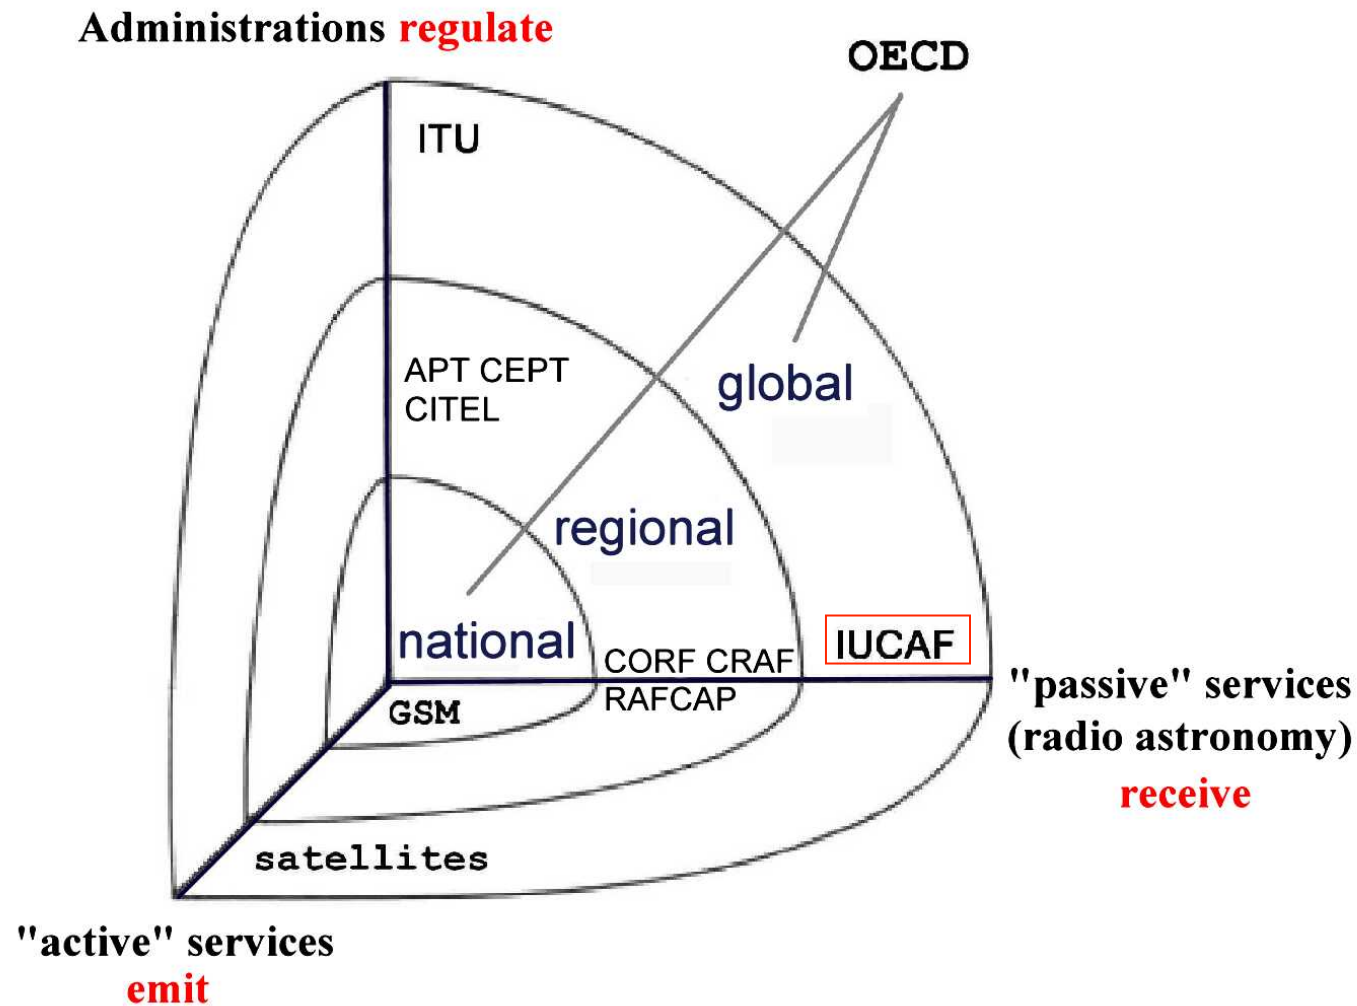 Administrations regulate
OECD
ITU
APT CEPT
CITEL
global
regional
national
CORF CRAF
RAFCAP
IUCAF
GSM
"passive" services
(radio astronomy)
receive
satellites
"active" services
emit